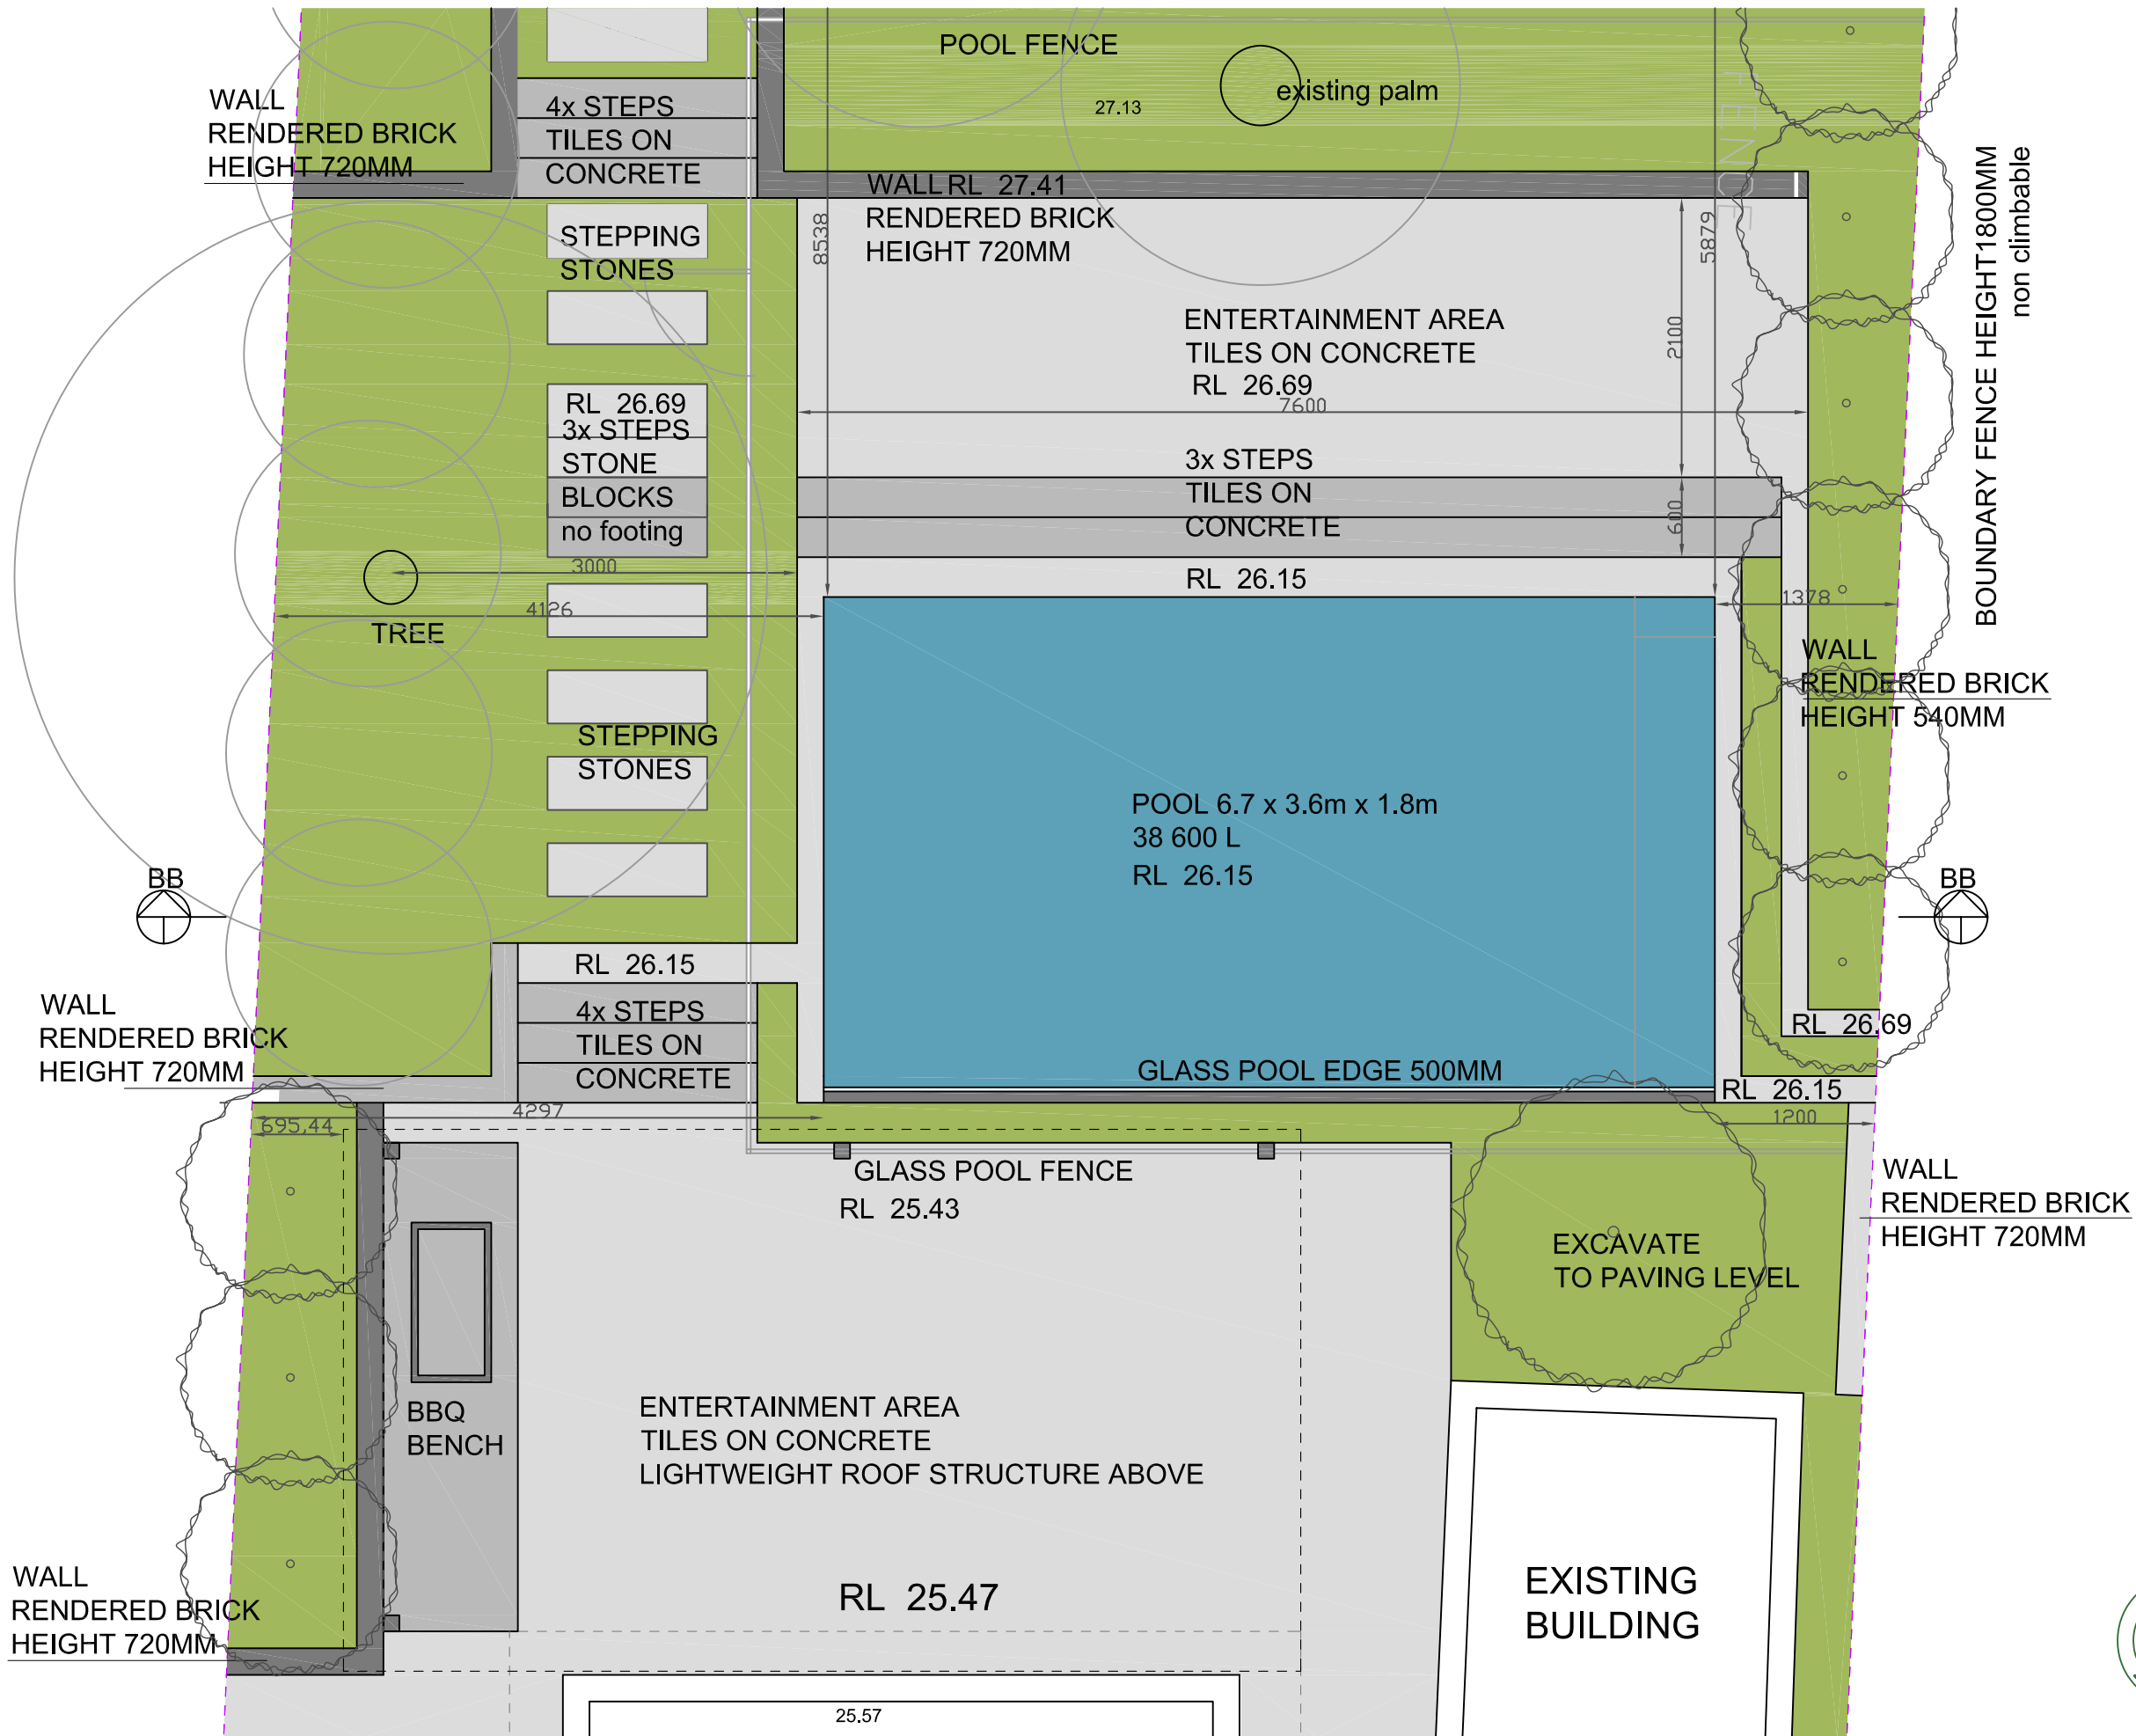 POOL FENCE
existing palm
27.13
WALL
RENDERED BRICK
HEIGHT 720MM
4x STEPS
TILES ON
CONCRETE
WALL RL 27.41
RENDERED BRICK
HEIGHT 720MM
FENCE
BOUNDARY FENCE HEIGHT1800MM
non climbable
STEPPING
STONES
8538
5879
2100
ENTERTAINMENT AREA
TILES ON CONCRETE
RL 26.69
7600
RL 26.69
3x STEPS
STONE
BLOCKS
no footing
3x STEPS
TILES ON
CONCRETE
600
3000
RL 26.15
4126
1378
TREE
WALL
RENDERED BRICK
HEIGHT 540MM
STEPPING
STONES
POOL 6.7 x 3.6m x 1.8m
38 600 L
RL 26.15
BB
BB
RL 26.15
WALL
RENDERED BRICK
HEIGHT 720MM
4x STEPS
TILES ON
CONCRETE
RL 26.69
GLASS POOL EDGE 500MM
RL 26.15
4297
695,44
1200
GLASS POOL FENCE
RL 25.43
WALL
RENDERED BRICK
HEIGHT 720MM
EXCAVATE
TO PAVING LEVEL
BBQ
BENCH
ENTERTAINMENT AREA
TILES ON CONCRETE
LIGHTWEIGHT ROOF STRUCTURE ABOVE
WALL
RENDERED BRICK
HEIGHT 720MM
RL 25.47
EXISTING
BUILDING
25.57